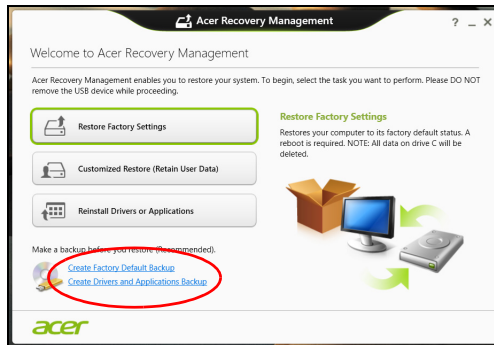 Acer Recovery Management
Welcome to Acer Recovery Management
Acer Recovery Management enables you to restore your system. To begin, select the task you want to perform. Please DO NOT
remove the USB device while proceeding.
Restore Factory Settings
Customized Restore (Retain User Data)
Reinstall Drivers or Applications
Restore Factory Settings
Restores your computer to its factory default status. A
reboot is required. NOTE: All data on drive C will be
deleted.
Make a backup before you restore (Recommended).
Create Factory Default Backup
Create Drivers and Applications Backup
acer